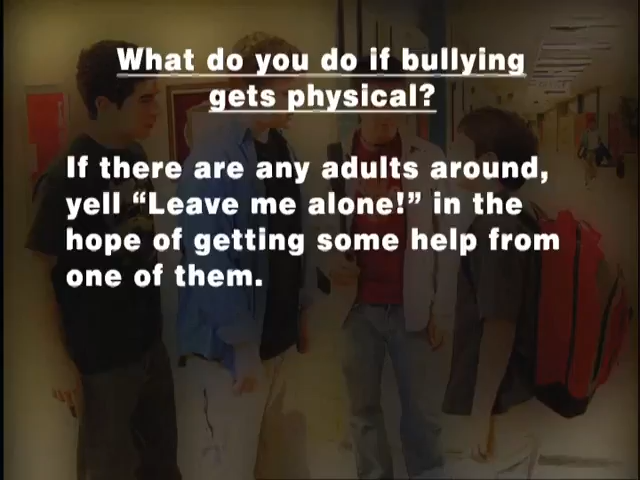 What do you do if bullying
gets physical?
If there are any adults around,
yell “Leave me alone!” in the
hope of getting some help from
one of them.